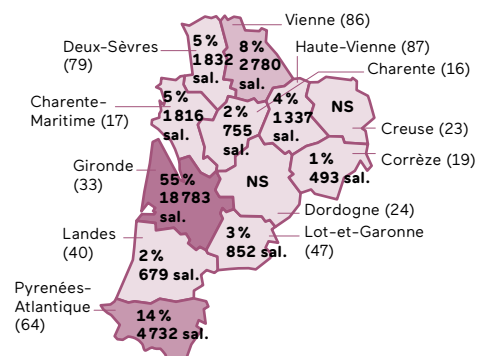 Vienne (86)
Deux-Sèvres
(79)
5 %
1 832
sal.
8 %
2 780
sal.
Haute-Vienne (87)
Charente (16)
Charente-
Maritime (17)
5 %
1 816
sal.
2 %
755
sal.
4 %
1 337
sal.
NS
Creuse (23)
Corrèze (19)
1 %
493 sal.
Gironde
(33)
55 %
18 783
sal.
NS
Dordogne (24)
Lot-et-Garonne
(47)
3 %
852 sal.
Landes
(40)
2 %
679 sal.
Pyrénées-
Atlantique
(64)
14 %
4 732 sal.